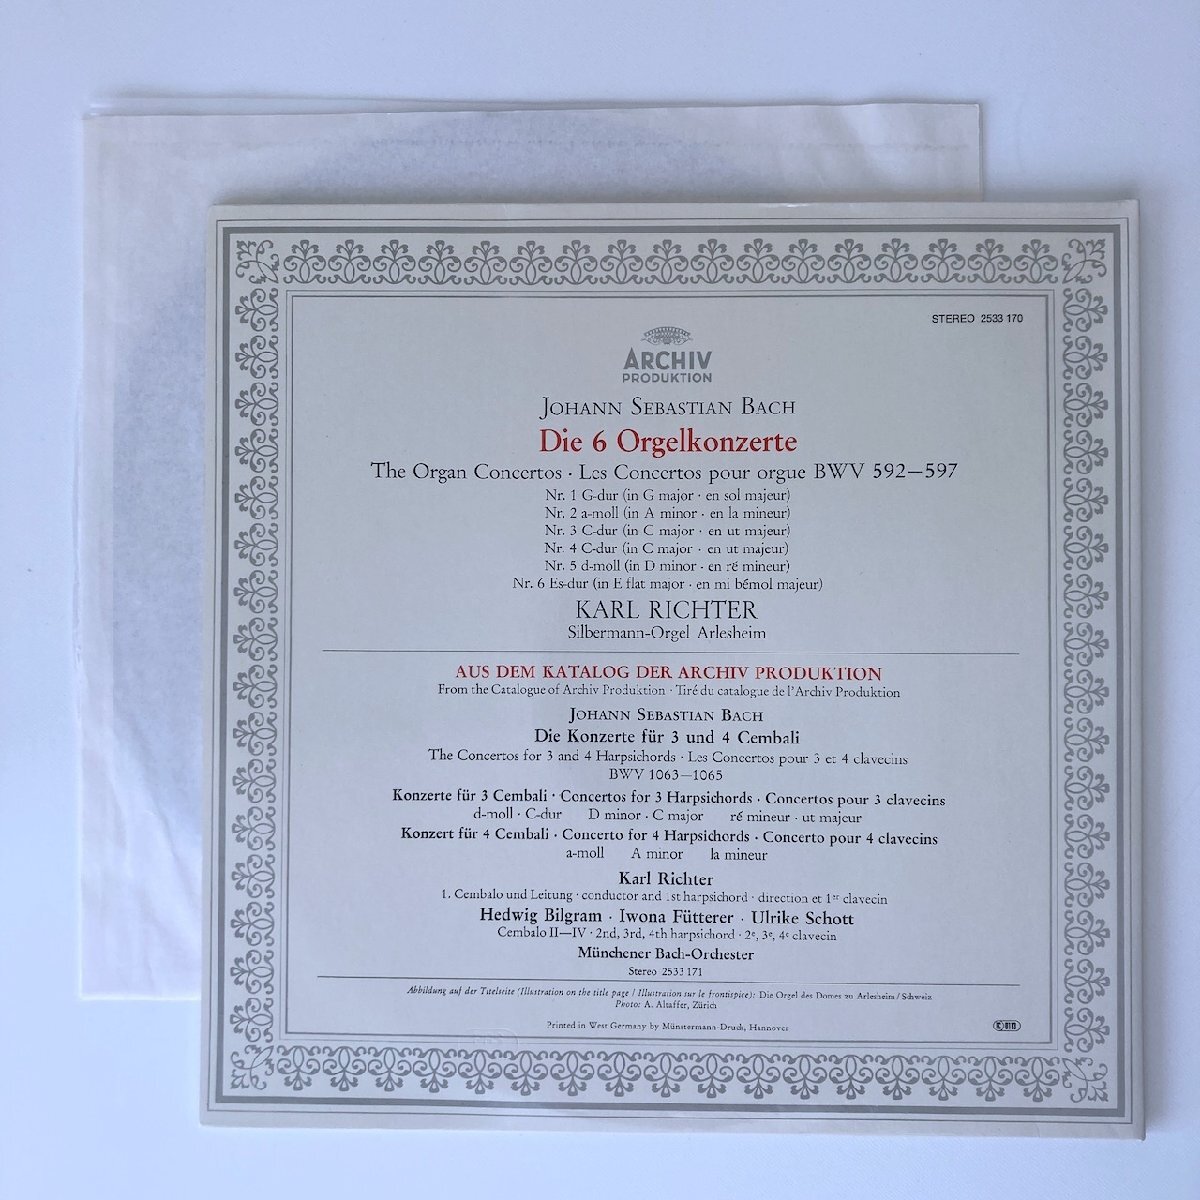 STEREO 2533 170
ARCHIV
PRODUKTION
JOHANN SEBASTIAN BACH
Die 6 Orgelkonzerte
The Organ Concertos · Les Concertos pour orgue BWV 592—597
Nr. 1 G-dur (in G major · en sol majeur)
Nr. 2 a-moll (in A minor · en la mineur)
Nr. 3 C-dur (in C major · en ut majeur)
Nr. 4 C-dur (in C major · en ut majeur)
Nr. 5 d-moll (in D minor · en ré mineur)
Nr. 6 Es-dur (in E flat major · en mi bémol majeur)
KARL RICHTER
Silbermann-Orgel Arlesheim
AUS DEM KATALOG DER ARCHIV PRODUKTION
From the Catalogue of Archiv Produktion · Tiré du catalogue de l'Archiv Produktion
JOHANN SEBASTIAN BACH
Die Konzerte für 3 und 4 Cembali
The Concertos for 3 and 4 Harpsichords · Les Concertos pour 3 et 4 clavecins
BWV 1063—1065
Konzerte für 3 Cembali · Concertos for 3 Harpsichords · Concertos pour 3 clavecins
d-moll · C-dur D minor · C major ré mineur · ut majeur
Konzert für 4 Cembali · Concerto for 4 Harpsichords · Concerto pour 4 clavecins
a-moll A minor la mineur
Karl Richter
1. Cembalo und Leitung · conductor and 1st harpsichord · direction et 1er clavecin
Hedwig Bilgram · Iwona Fütterer · Ulrike Schott
Cembalo II—IV · 2nd, 3rd, 4th harpsichord · 2e, 3e, 4e clavecin
Münchener Bach-Orchester
Stereo 2533 171
Abbildung auf der Titelseite (Illustration on the title page / Illustration sur le frontispice): Die Orgel des Domes zu Arlesheim / Schweiz
Photo: A. Altaffer, Zürich
Printed in West Germany by Münstermann-Druck, Hannover